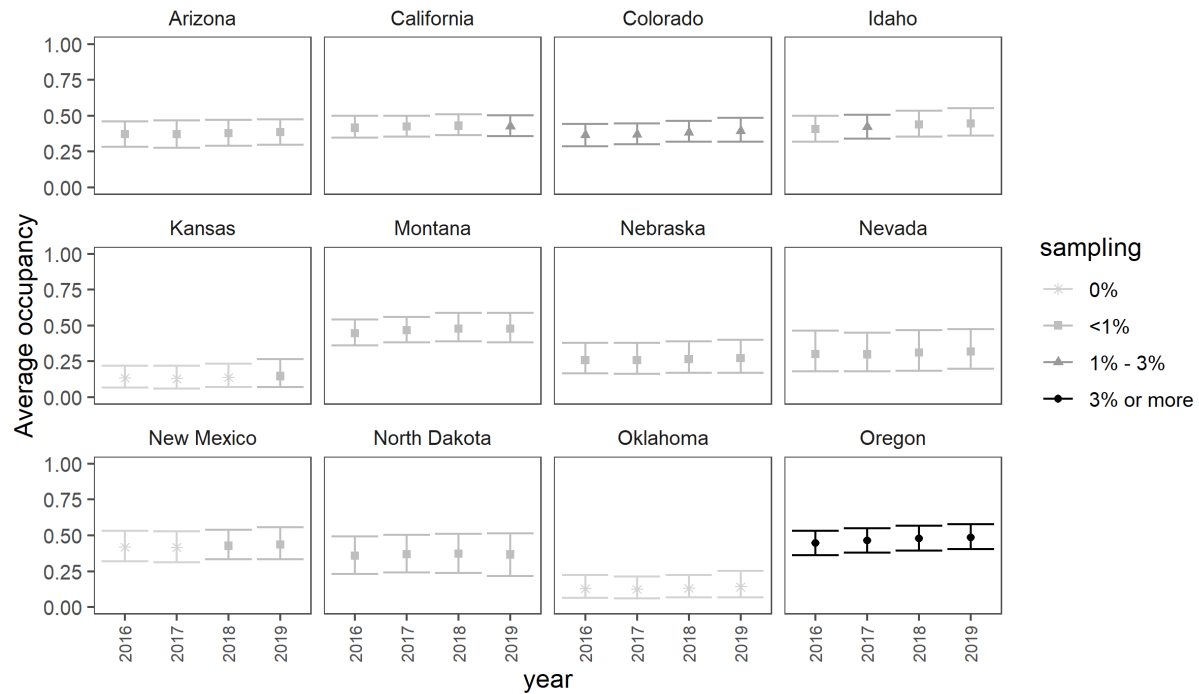 Arizona California Colorado Idaho
1.00
0.75
0.50
0.25
0.00
Kansas Montana Nebraska Nevada
1.00
0.75
0.50
0.25
0.00
New Mexico North Dakota Oklahoma Oregon
1.00
0.75
0.50
0.25
0.00
2016 2017 2018 2019 2016 2017 2018 2019 2016 2017 2018 2019 2016 2017 2018 2019
year
Average occupancy
sampling
0%
<1%
1% - 3%
3% or more